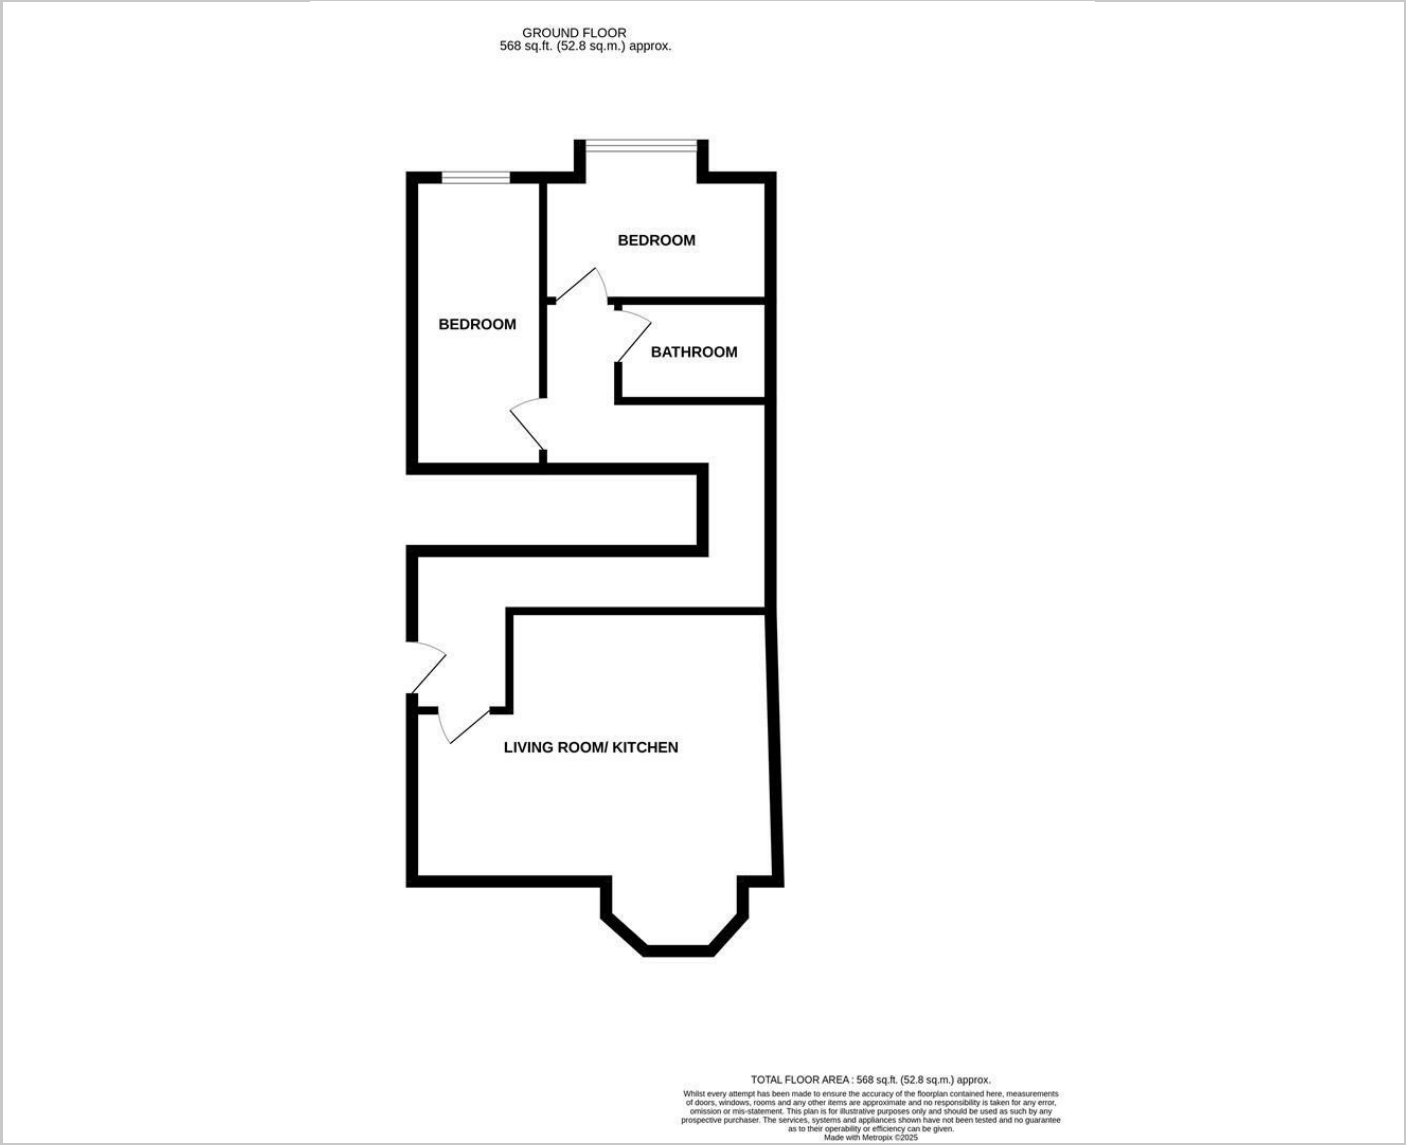 GROUND FLOOR
568 sq.ft. (52.8 sq.m.) approx.
BEDROOM
BEDROOM
BATHROOM
LIVING ROOM/ KITCHEN
TOTAL FLOOR AREA : 568 sq.ft. (52.8 sq.m.) approx.
Whilst every attempt has been made to ensure the accuracy of the floorplan contained here, measurements
of doors, windows, rooms and any other items are approximate and no responsibility is taken for any error,
omission or mis-statement. This plan is for illustrative purposes only and should be used as such by any
prospective purchaser. The services, systems and appliances shown have not been tested and no guarantee
as to their operability or efficiency can be given.
Made with Metropix ©2025